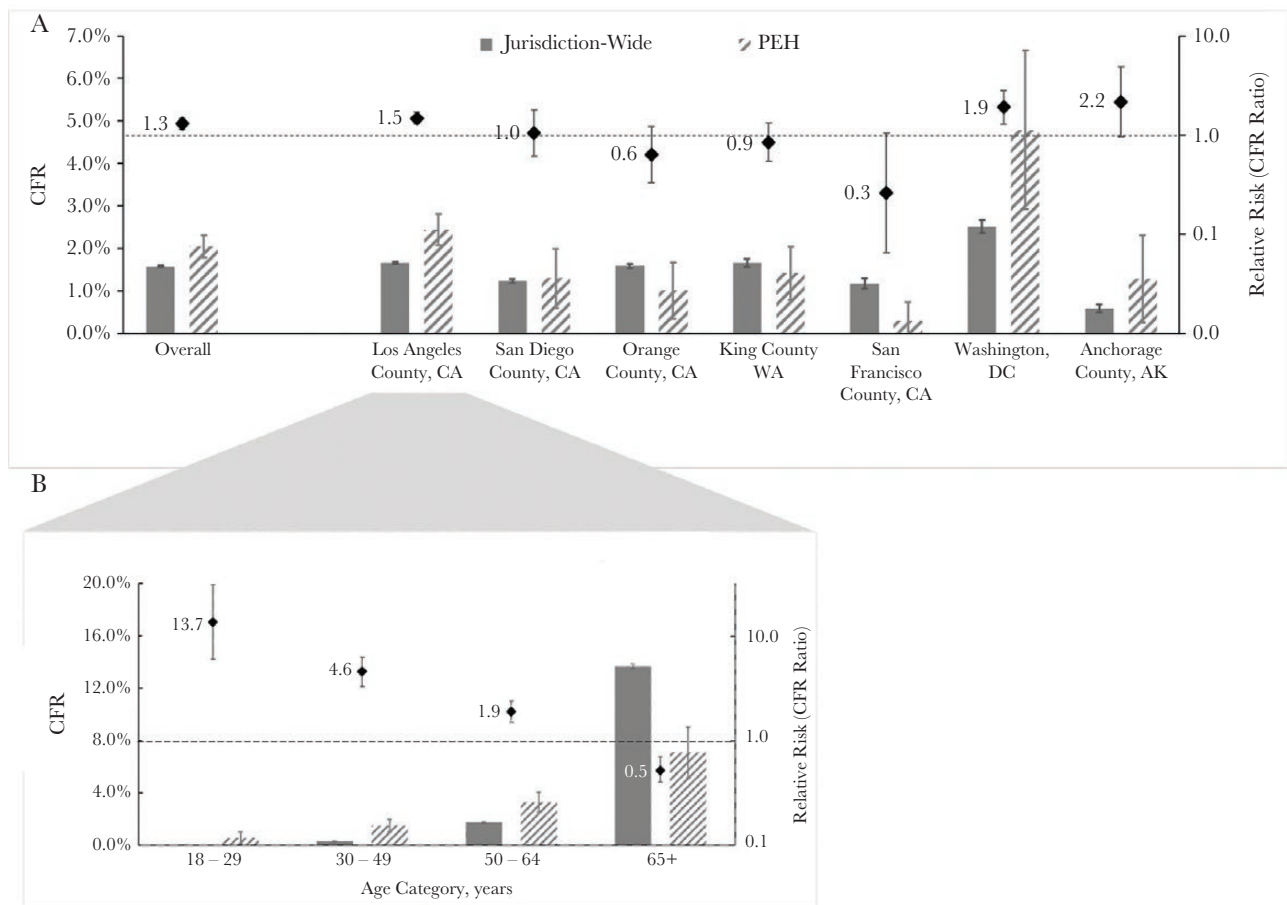 A
7.0%
6.0%
5.0%
4.0%
3.0%
2.0%
1.0%
0.0%
CFR
Jurisdiction-Wide
PEH
10.0
1.0
0.1
0.0
Relative Risk (CFR Ratio)
1.3
1.5
1.0
0.6
0.9
0.3
1.9
2.2
Overall
Los Angeles
County, CA
San Diego
County, CA
Orange
County, CA
King County
WA
San
Francisco
County, CA
Washington,
DC
Anchorage
County, AK
B
20.0%
16.0%
12.0%
8.0%
4.0%
0.0%
CFR
13.7
4.6
1.9
0.5
10.0
1.0
0.1
Relative Risk (CFR Ratio)
18 – 29
30 – 49
50 – 64
65+
Age Category, years